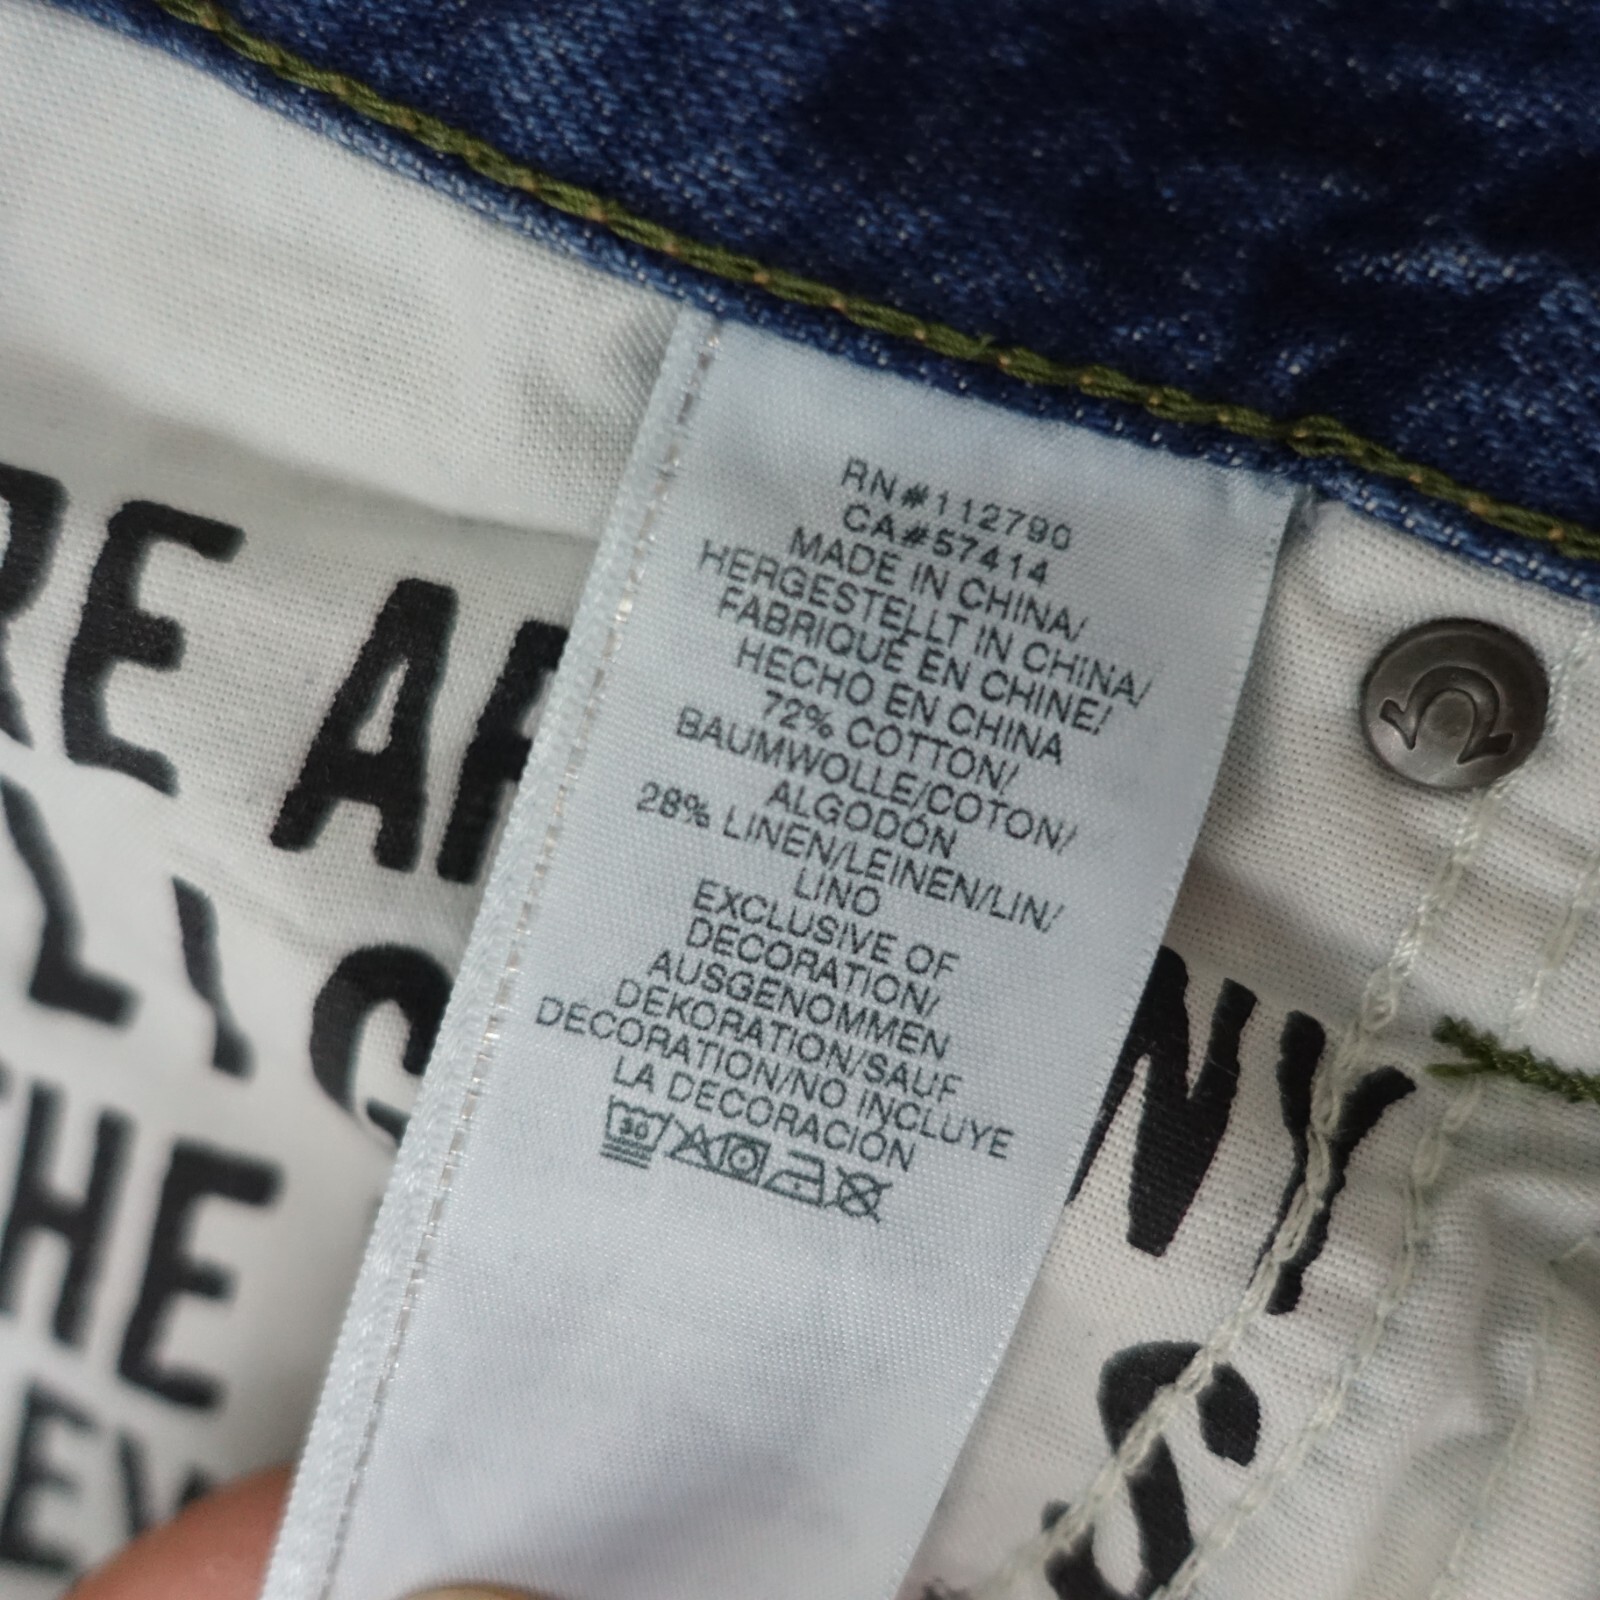 RN#112790
CA#57414
MADE IN CHINA/
HERGESTELLT IN CHINA/
FABRIQUÉ EN CHINE/
HECHO EN CHINA
72% COTTON/
BAUMWOLLE/COTON/
ALGODÓN
28% LINEN/LEINEN/LIN/
LINO
EXCLUSIVE OF
DECORATION/
AUSGENOMMEN
DEKORATION/SAUF
DECORATION/NO INCLUYE
LA DECORACIÓN
30